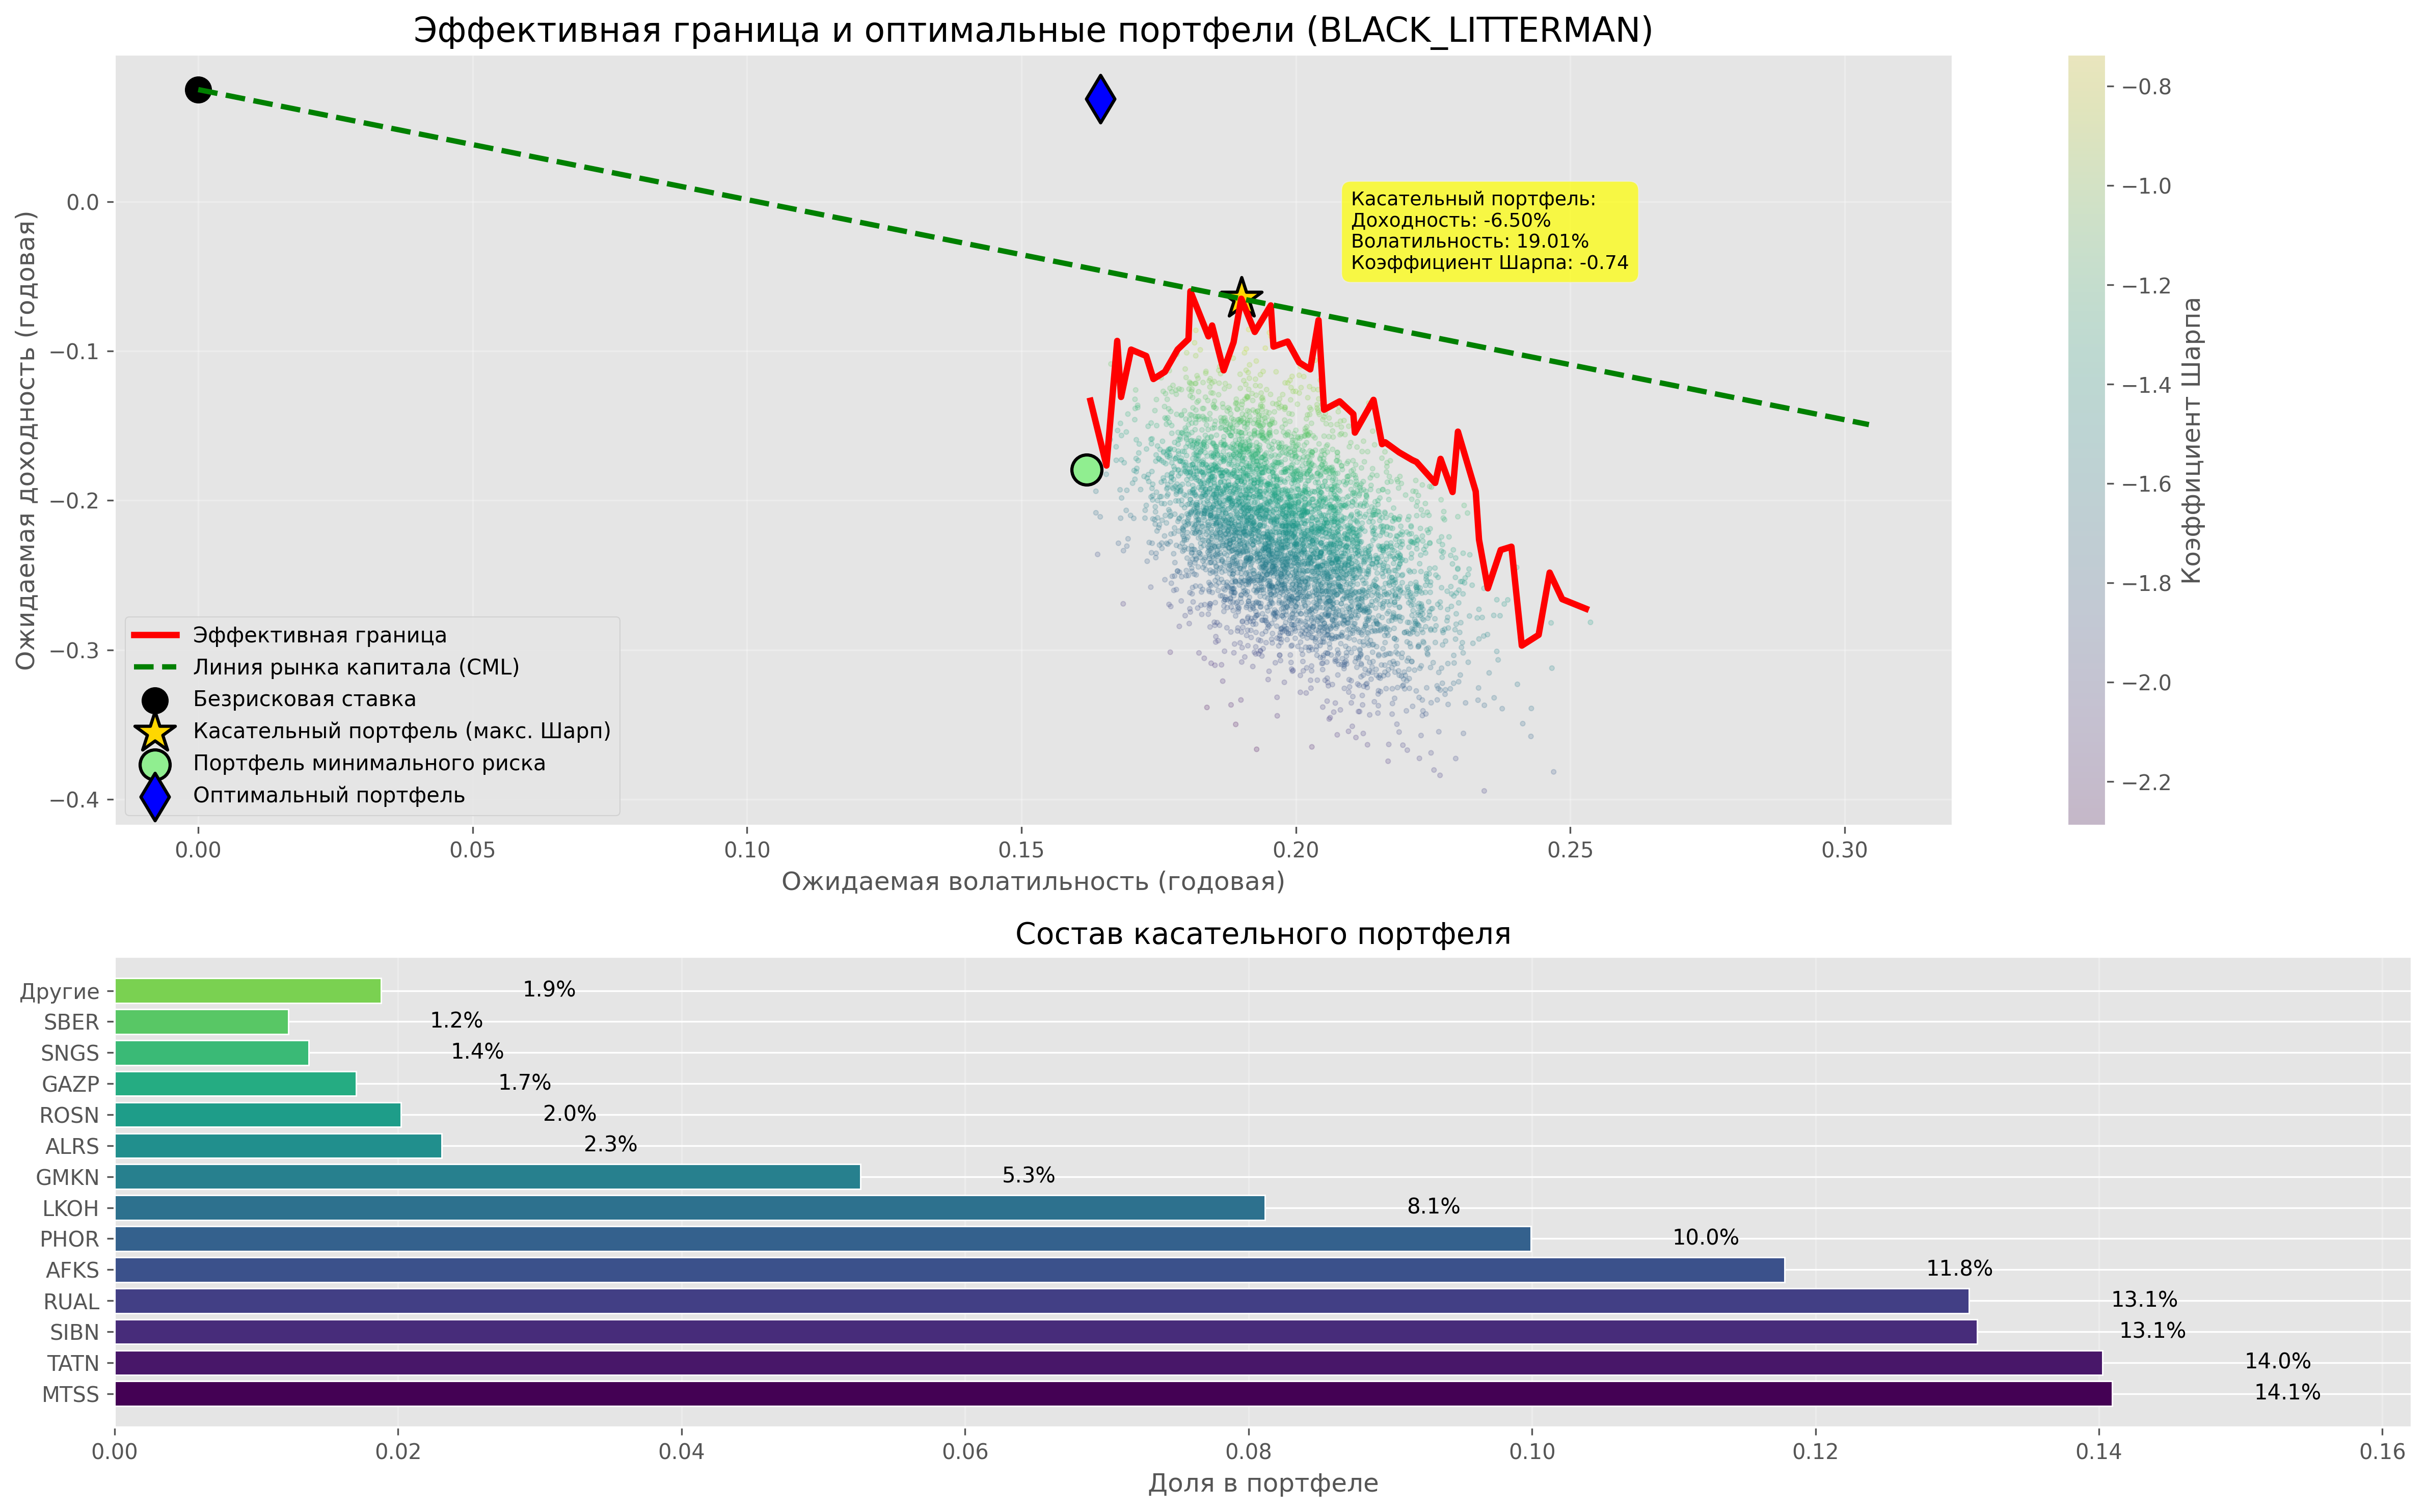 Эффективная граница и оптимальные портфели (BLACK_LITTERMAN)
Ожидаемая доходность (годовая)
0.0
−0.1
−0.2
−0.3
−0.4
Касательный портфель:
Доходность: -6.50%
Волатильность: 19.01%
Коэффициент Шарпа: -0.74
Эффективная граница
Линия рынка капитала (CML)
Безрисковая ставка
Касательный портфель (макс. Шарп)
Портфель минимального риска
Оптимальный портфель
0.00 0.05 0.10 0.15 0.20 0.25 0.30
Ожидаемая волатильность (годовая)
−0.8
−1.0
−1.2
−1.4
−1.6
−1.8
−2.0
−2.2
Коэффициент Шарпа
Состав касательного портфеля
Другие 1.9%
SBER 1.2%
SNGS 1.4%
GAZP 1.7%
ROSN 2.0%
ALRS 2.3%
GMKN 5.3%
LKOH 8.1%
PHOR 10.0%
AFKS 11.8%
RUAL 13.1%
SIBN 13.1%
TATN 14.0%
MTSS 14.1%
0.00 0.02 0.04 0.06 0.08 0.10 0.12 0.14 0.16
Доля в портфеле